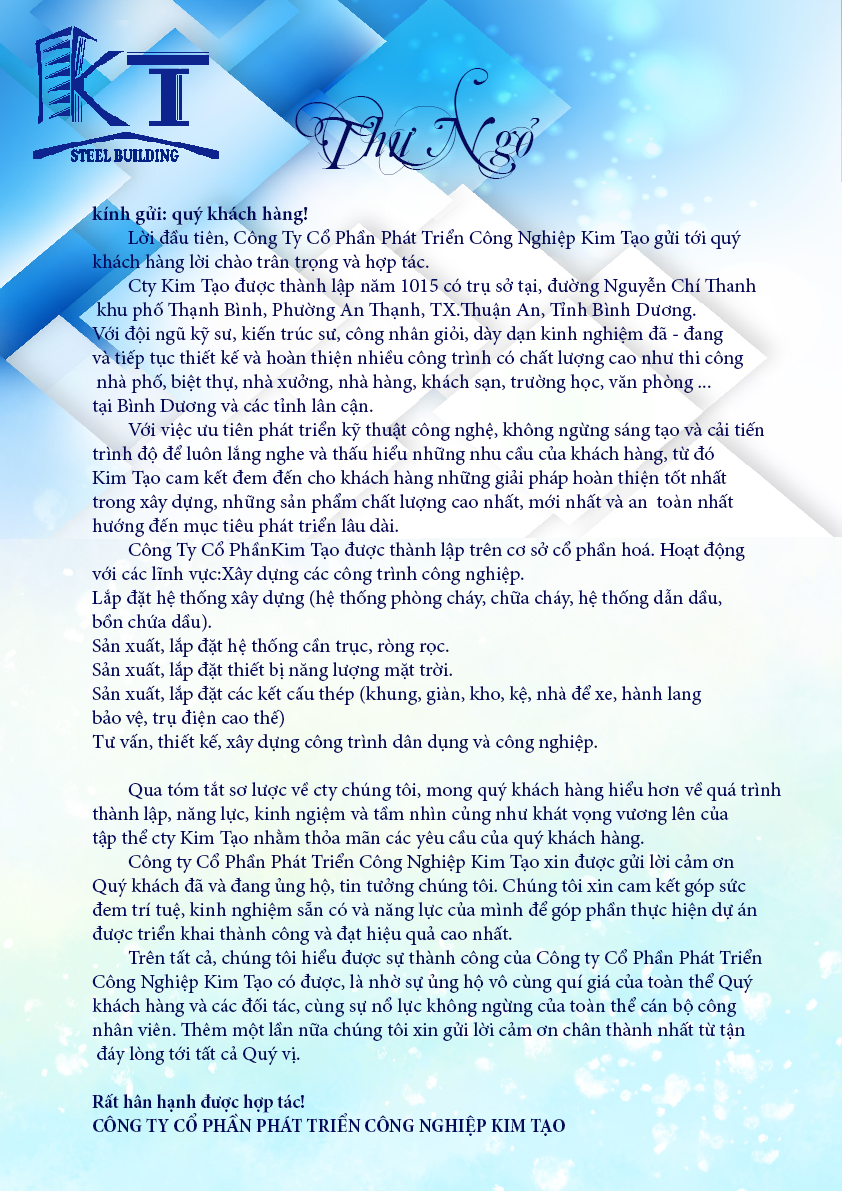 KT
STEEL BUILDING
Thư Ngỏ
kính gửi: quý khách hàng!
Lời đầu tiên, Công Ty Cổ Phần Phát Triển Công Nghiệp Kim Tạo gửi tới quý
khách hàng lời chào trân trọng và hợp tác.
Cty Kim Tạo được thành lập năm 1015 có trụ sở tại, đường Nguyễn Chí Thanh
khu phố Thạnh Bình, Phường An Thạnh, TX.Thuận An, Tỉnh Bình Dương.
Với đội ngũ kỹ sư, kiến trúc sư, công nhân giỏi, dày dạn kinh nghiệm đã - đang
và tiếp tục thiết kế và hoàn thiện nhiều công trình có chất lượng cao như thi công
nhà phố, biệt thự, nhà xưởng, nhà hàng, khách sạn, trường học, văn phòng ...
tại Bình Dương và các tỉnh lân cận.
Với việc ưu tiên phát triển kỹ thuật công nghệ, không ngừng sáng tạo và cải tiến
trình độ để luôn lắng nghe và thấu hiểu những nhu cầu của khách hàng, từ đó
Kim Tạo cam kết đem đến cho khách hàng những giải pháp hoàn thiện tốt nhất
trong xây dựng, những sản phẩm chất lượng cao nhất, mới nhất và an toàn nhất
hướng đến mục tiêu phát triển lâu dài.
Công Ty Cổ PhầnKim Tạo được thành lập trên cơ sở cổ phần hoá. Hoạt động
với các lĩnh vực:Xây dựng các công trình công nghiệp.
Lắp đặt hệ thống xây dựng (hệ thống phòng cháy, chữa cháy, hệ thống dẫn dầu,
bồn chứa dầu).
Sản xuất, lắp đặt hệ thống cần trục, ròng rọc.
Sản xuất, lắp đặt thiết bị năng lượng mặt trời.
Sản xuất, lắp đặt các kết cấu thép (khung, giàn, kho, kệ, nhà để xe, hành lang
bảo vệ, trụ điện cao thế)
Tư vấn, thiết kế, xây dựng công trình dân dụng và công nghiệp.
Qua tóm tắt sơ lược về cty chúng tôi, mong quý khách hàng hiểu hơn về quá trình
thành lập, năng lực, kinh ngiệm và tầm nhìn củng như khát vọng vương lên của
tập thể cty Kim Tạo nhằm thỏa mãn các yêu cầu của quý khách hàng.
Công ty Cổ Phần Phát Triển Công Nghiệp Kim Tạo xin được gửi lời cảm ơn
Quý khách đã và đang ủng hộ, tin tưởng chúng tôi. Chúng tôi xin cam kết góp sức
đem trí tuệ, kinh nghiệm sẵn có và năng lực của mình để góp phần thực hiện dự án
được triển khai thành công và đạt hiệu quả cao nhất.
Trên tất cả, chúng tôi hiểu được sự thành công của Công ty Cổ Phần Phát Triển
Công Nghiệp Kim Tạo có được, là nhờ sự ủng hộ vô cùng quí giá của toàn thể Quý
khách hàng và các đối tác, cùng sự nổ lực không ngừng của toàn thể cán bộ công
nhân viên. Thêm một lần nữa chúng tôi xin gửi lời cảm ơn chân thành nhất từ tận
đáy lòng tới tất cả Quý vị.
Rất hân hạnh được hợp tác!
CÔNG TY CỔ PHẦN PHÁT TRIỂN CÔNG NGHIỆP KIM TẠO